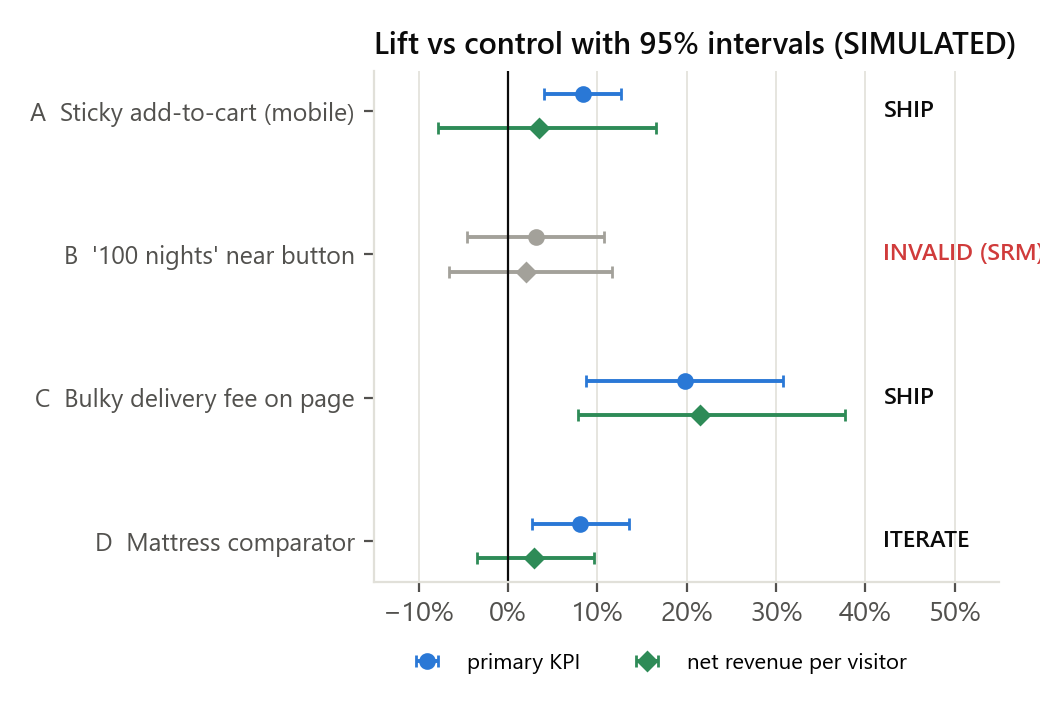 Lift vs control with 95% intervals (SIMULATED)
A Sticky add-to-cart (mobile)
SHIP
B '100 nights' near button
INVALID (SRM)
C Bulky delivery fee on page
SHIP
D Mattress comparator
ITERATE
−10% 0% 10% 20% 30% 40% 50%
primary KPI net revenue per visitor